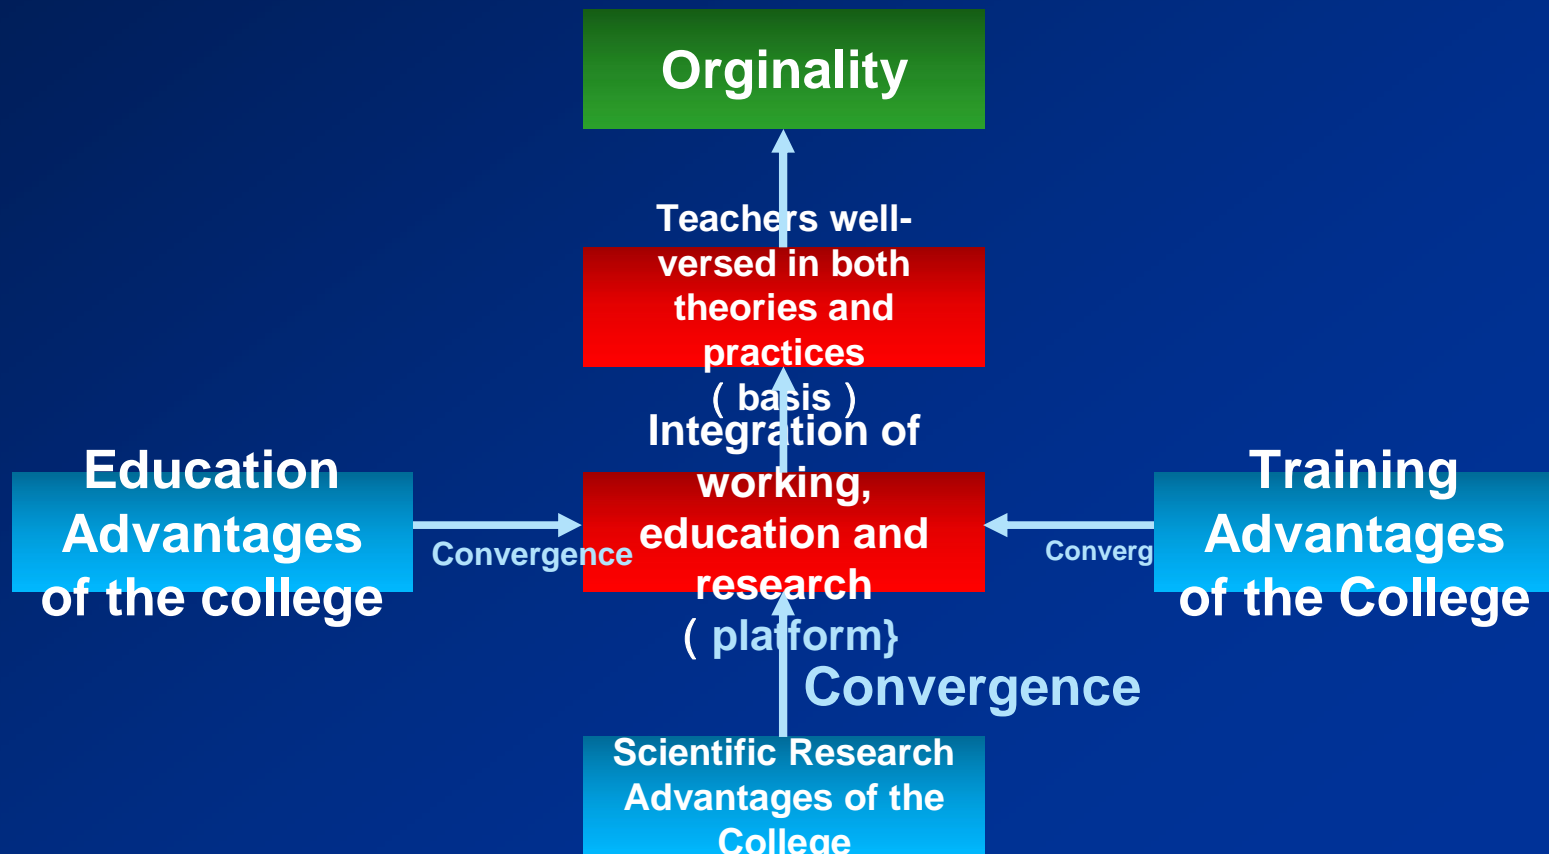 Orginality
Teachers well-
versed in both
theories and
practices
( basis )
Integration of
working,
education and
research
( platform}
Education
Advantages
of the college
Convergence
Converg
Training
Advantages
of the College
Convergence
Scientific Research
Advantages of the
College